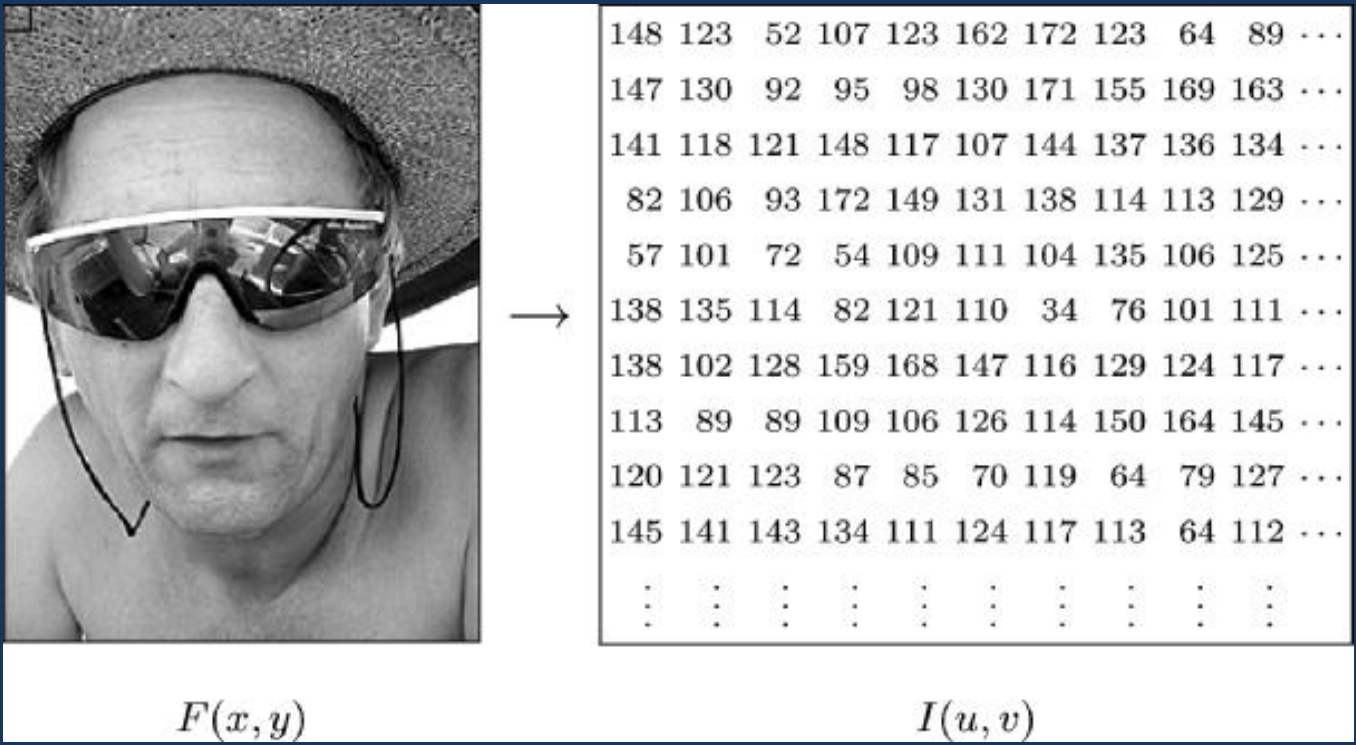 148 123 52 107 123 162 172 123 64 89 ···
147 130 92 95 98 130 171 155 169 163 ···
141 118 121 148 117 107 144 137 136 134 ···
82 106 93 172 149 131 138 114 113 129 ···
57 101 72 54 109 111 104 135 106 125 ···
138 135 114 82 121 110 34 76 101 111 ···
138 102 128 159 168 147 116 129 124 117 ···
113 89 89 109 106 126 114 150 164 145 ···
120 121 123 87 85 70 119 64 79 127 ···
145 141 143 134 111 124 117 113 64 112 ···
⋮ ⋮ ⋮ ⋮ ⋮ ⋮ ⋮ ⋮ ⋮ ⋮
→
F(x, y) I(u, v)